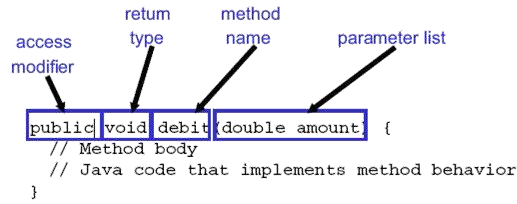 access modifier
return type
method name
parameter list
public void debit(double amount) {
// Method body
// Java code that implements method behavior
}